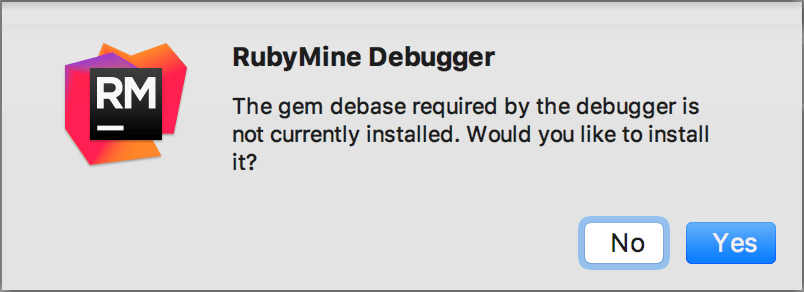 RM
RubyMine Debugger
The gem debase required by the debugger is
not currently installed. Would you like to install
it?
No
Yes